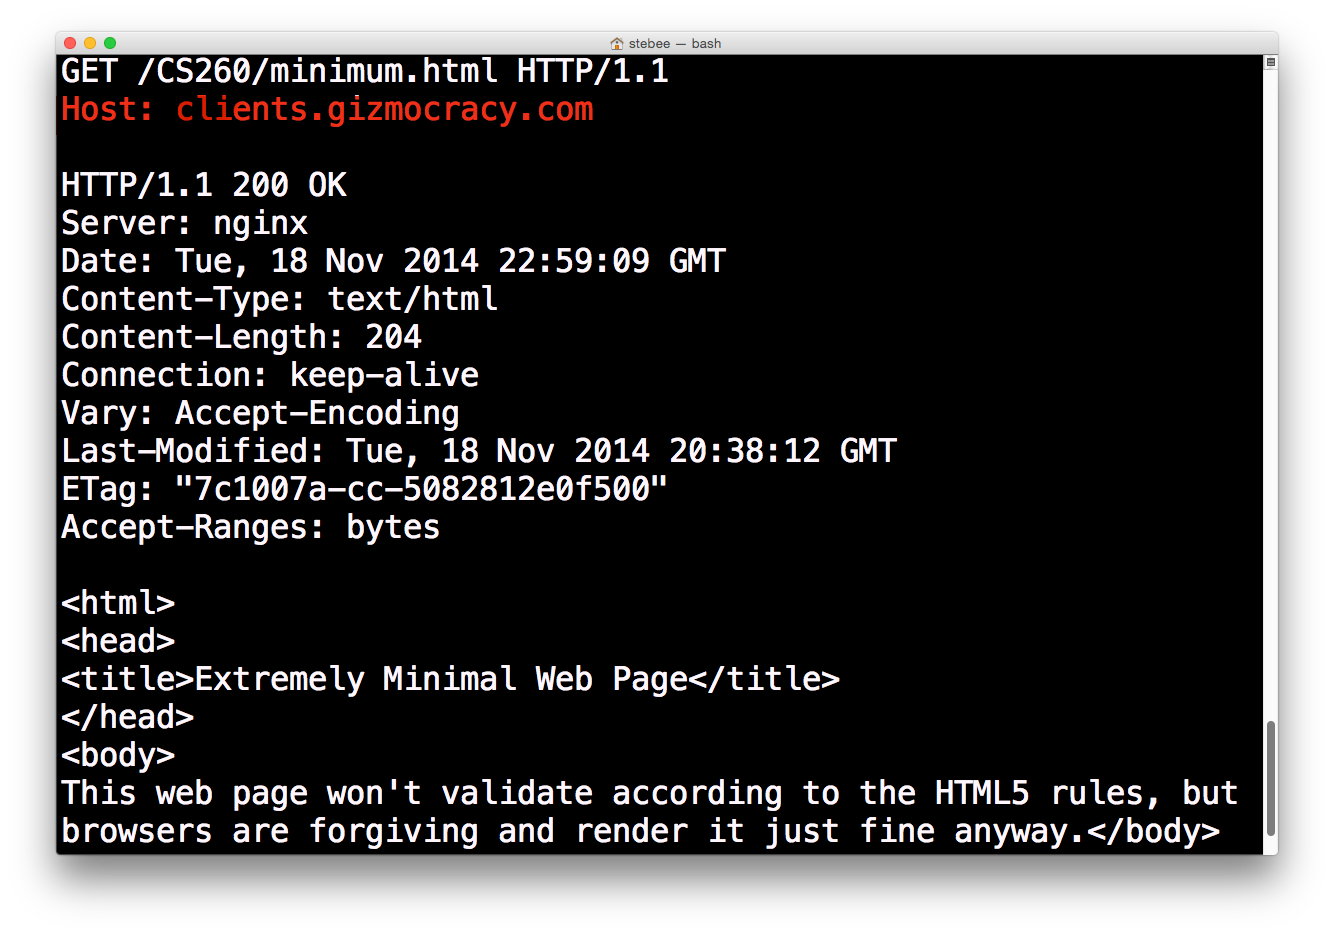 stebee — bash
GET /CS260/minimum.html HTTP/1.1
Host: clients.gizmocracy.com

HTTP/1.1 200 OK
Server: nginx
Date: Tue, 18 Nov 2014 22:59:09 GMT
Content-Type: text/html
Content-Length: 204
Connection: keep-alive
Vary: Accept-Encoding
Last-Modified: Tue, 18 Nov 2014 20:38:12 GMT
ETag: "7c1007a-cc-5082812e0f500"
Accept-Ranges: bytes

<html>
<head>
<title>Extremely Minimal Web Page</title>
</head>
<body>
This web page won't validate according to the HTML5 rules, but
browsers are forgiving and render it just fine anyway.</body>